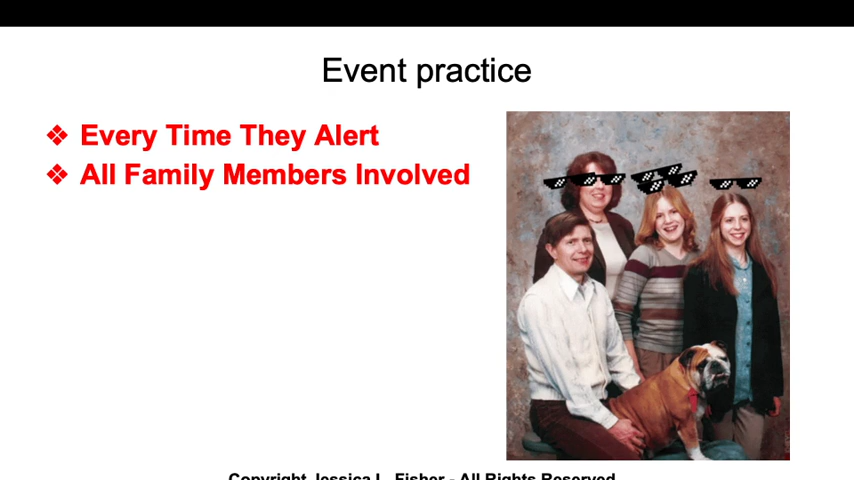 Event practice
❖ Every Time They Alert
❖ All Family Members Involved
Copyright Jessica L. Fisher - All Rights Reserved